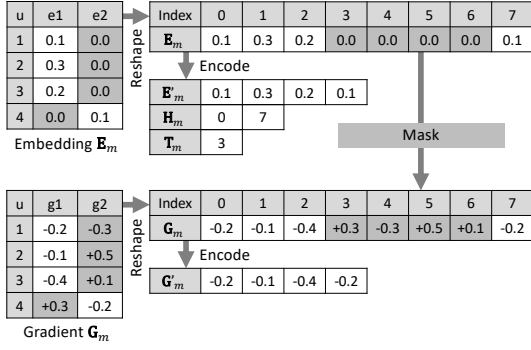 u e1 e2
1 0.1 0.0
2 0.3 0.0
3 0.2 0.0
4 0.0 0.1
Embedding E_m
Reshape
Index 0 1 2 3 4 5 6 7
E_m 0.1 0.3 0.2 0.0 0.0 0.0 0.0 0.1
Encode
E'_m 0.1 0.3 0.2 0.1
H_m 0 7
T_m 3
Mask
u g1 g2
1 -0.2 -0.3
2 -0.1 +0.5
3 -0.4 +0.1
4 +0.3 -0.2
Gradient G_m
Reshape
Index 0 1 2 3 4 5 6 7
G_m -0.2 -0.1 -0.4 +0.3 -0.3 +0.5 +0.1 -0.2
Encode
G'_m -0.2 -0.1 -0.4 -0.2